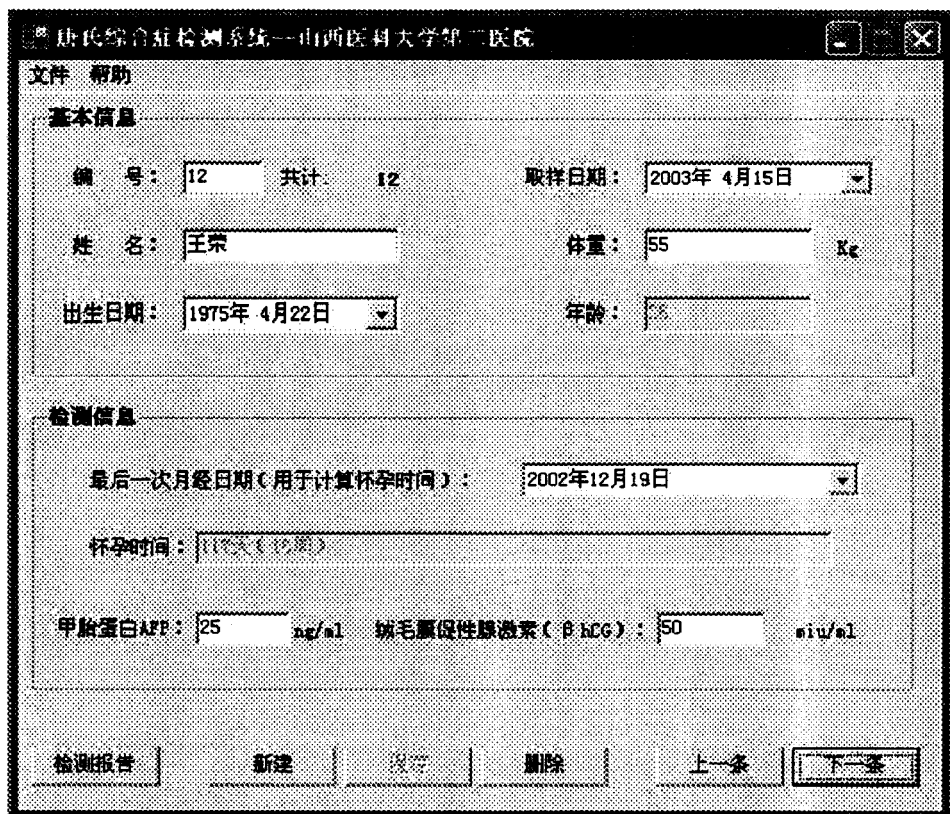 唐氏综合症检测系统--山西医科大学第二医院
文件 帮助
基本信息
编 号： 12 共计： 12 取样日期： 2003年 4月15日
姓 名： 王荣 体重： 55 Kg
出生日期： 1975年 4月22日 年龄： 28
检测信息
最后一次月经日期（用于计算怀孕时间）： 2002年12月19日
怀孕时间：
甲胎蛋白AFP： 25 ng/ml 绒毛膜促性腺激素（βhCG）： 50 miu/ml
检测报告 新建 保存 删除 上一条 下一条